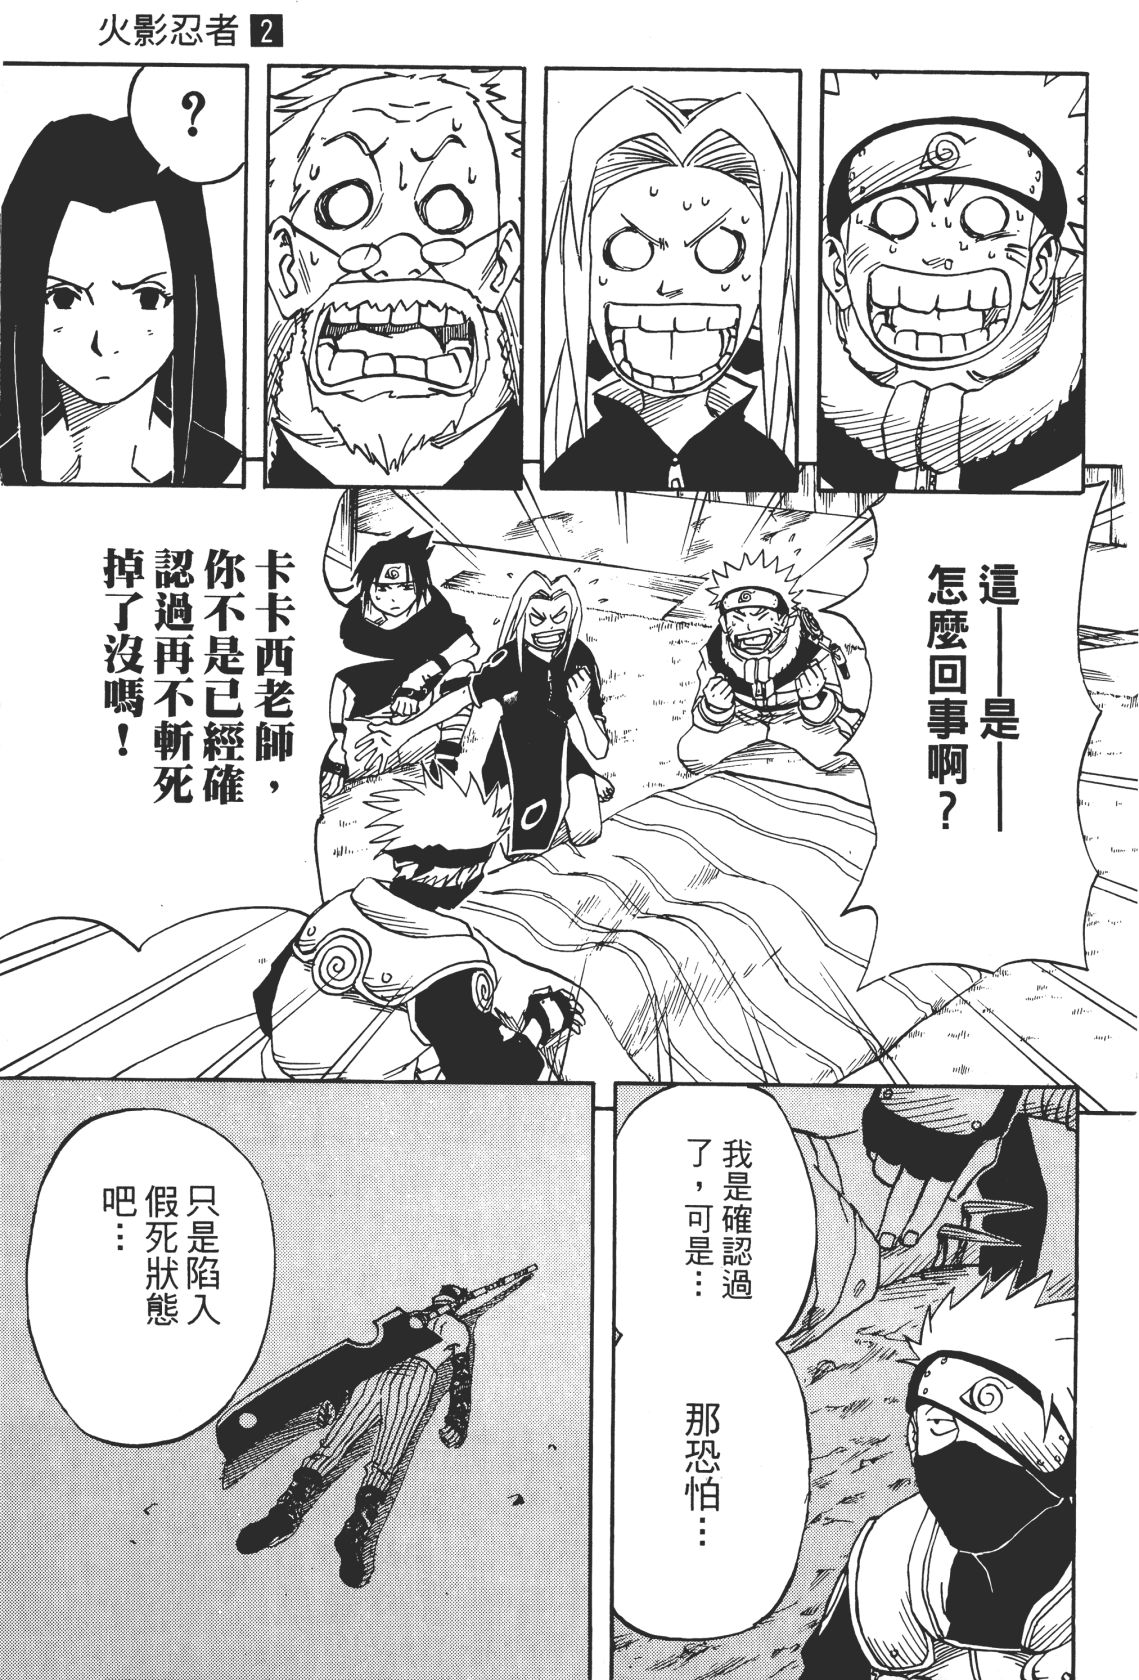 火影忍者 2
？
這——是——
怎麼回事啊？
卡卡西老師，
你不是已經確
認過再不斬死
掉了沒嗎！
我是確認過
了，可是…
那恐怕…
只是陷入
假死狀態
吧…